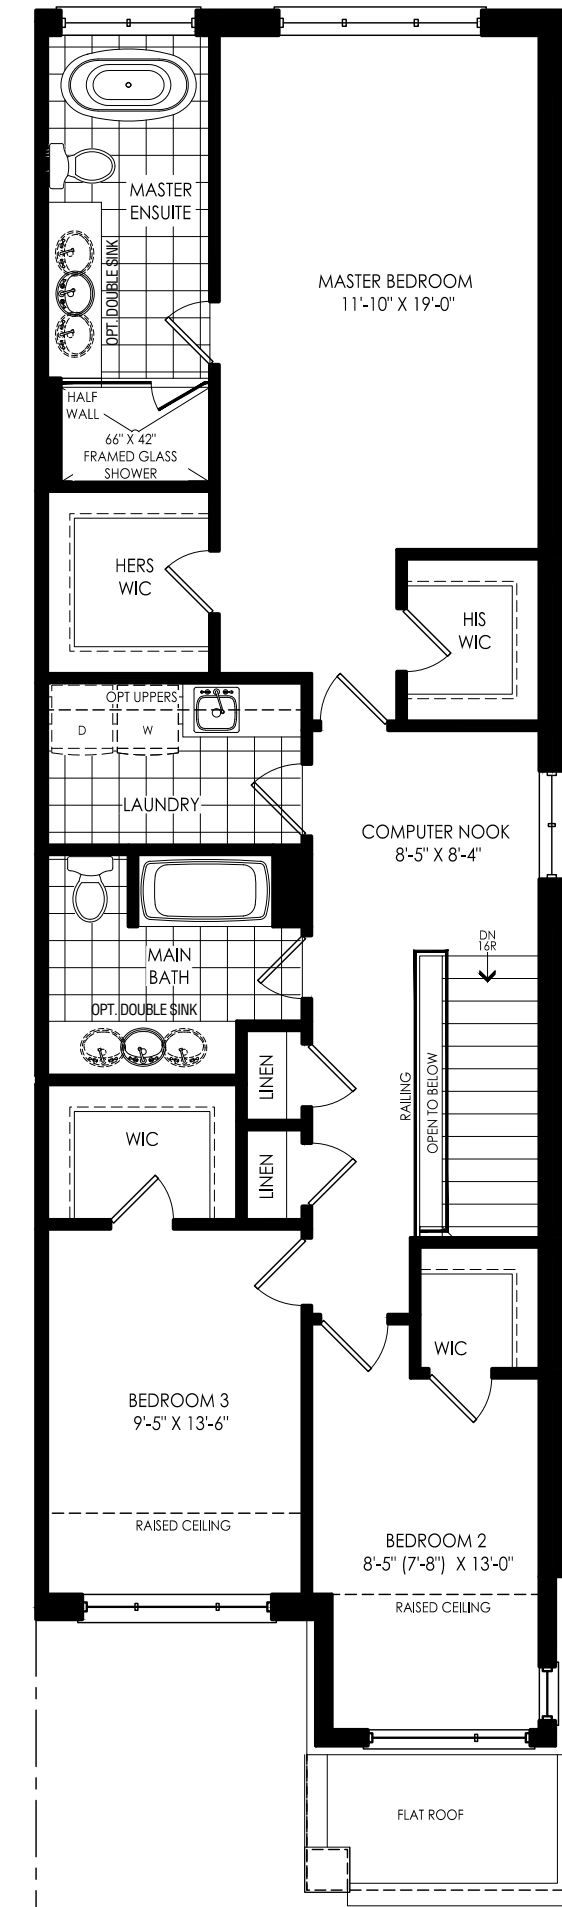 MASTER
ENSUITE
OPT. DOUBLE SINK
MASTER BEDROOM
11'-10" X 19'-0"
HALF
WALL
66" X 42"
FRAMED GLASS
SHOWER
HERS
WIC
HIS
WIC
OPT UPPERS
D
W
LAUNDRY
COMPUTER NOOK
8'-5" X 8'-4"
MAIN
BATH
OPT. DOUBLE SINK
DN
16R
LINEN
RAILING
OPEN TO BELOW
WIC
LINEN
WIC
BEDROOM 3
9'-5" X 13'-6"
RAISED CEILING
BEDROOM 2
8'-5" (7'-8") X 13'-0"
RAISED CEILING
FLAT ROOF